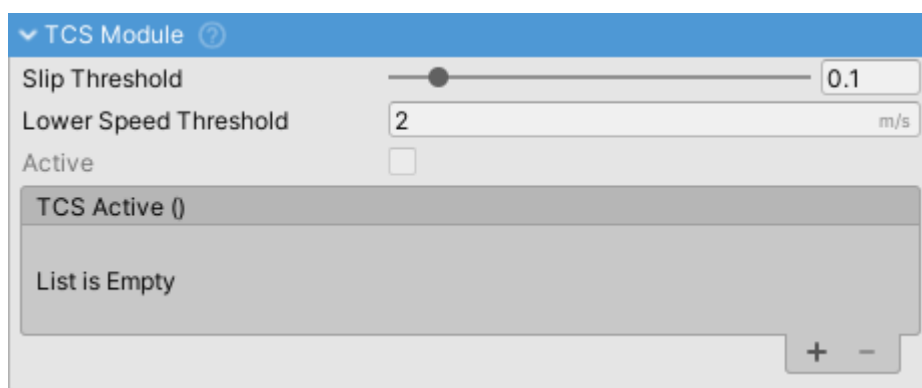 TCS Module ?
Slip Threshold 0.1
Lower Speed Threshold 2 m/s
Active
TCS Active ()
List is Empty
+ −